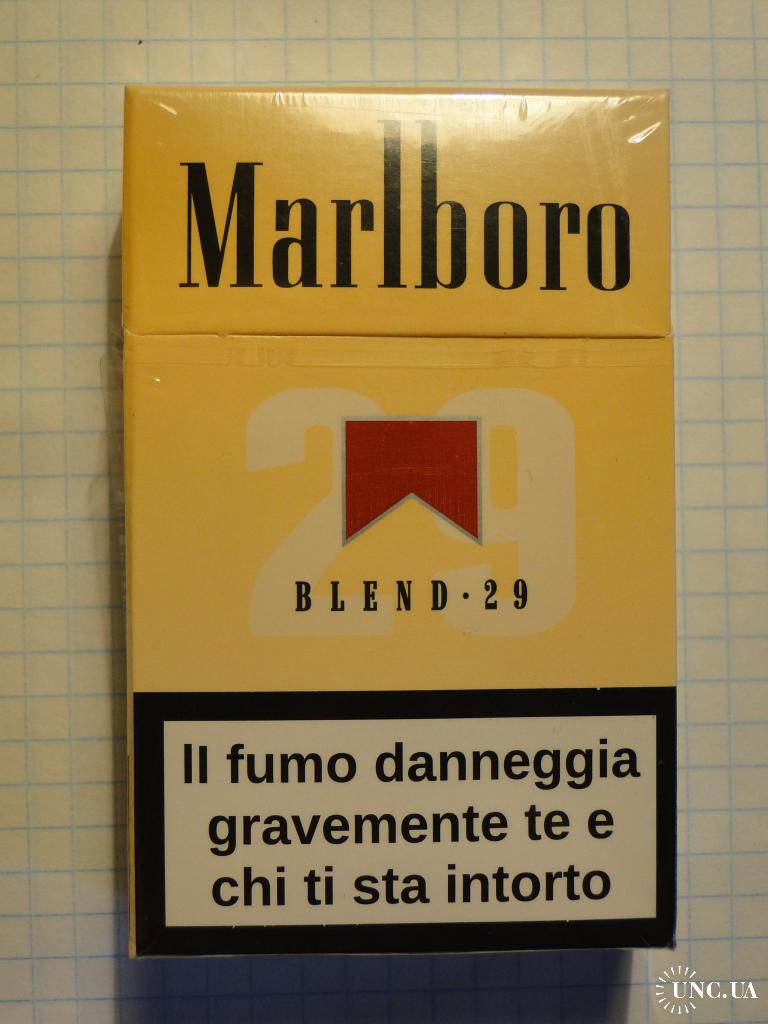 Marlboro
29
BLEND·29
Il fumo danneggia
gravemente te e
chi ti sta intorto
UNC.UA